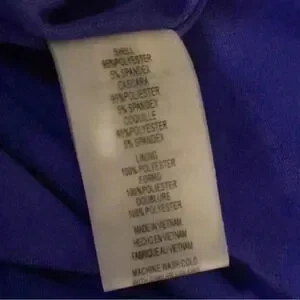 SHELL
95% POLYESTER
5% SPANDEX
CASCARA
95% POLIESTER
5% SPANDEX
COQUILLE
95% POLYESTER
5% SPANDEX
LINING
100% POLYESTER
FORRO
100% POLIESTER
DOUBLURE
100% POLYESTER
MADE IN VIETNAM
HECHO EN VIETNAM
FABRIQUE AU VIETNAM
MACHINE WASH COLD